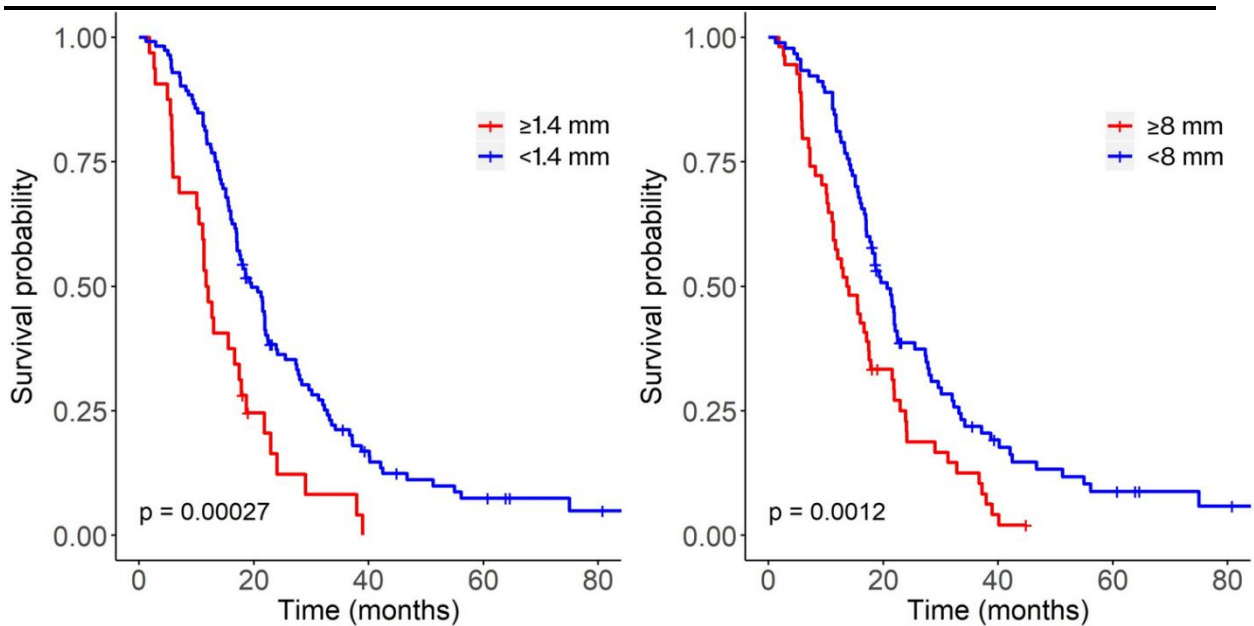 Survival probability
1.00
0.75
0.50
0.25
0.00
≥1.4 mm
<1.4 mm
p = 0.00027
0 20 40 60 80
Time (months)
Survival probability
1.00
0.75
0.50
0.25
0.00
≥8 mm
<8 mm
p = 0.0012
0 20 40 60 80
Time (months)